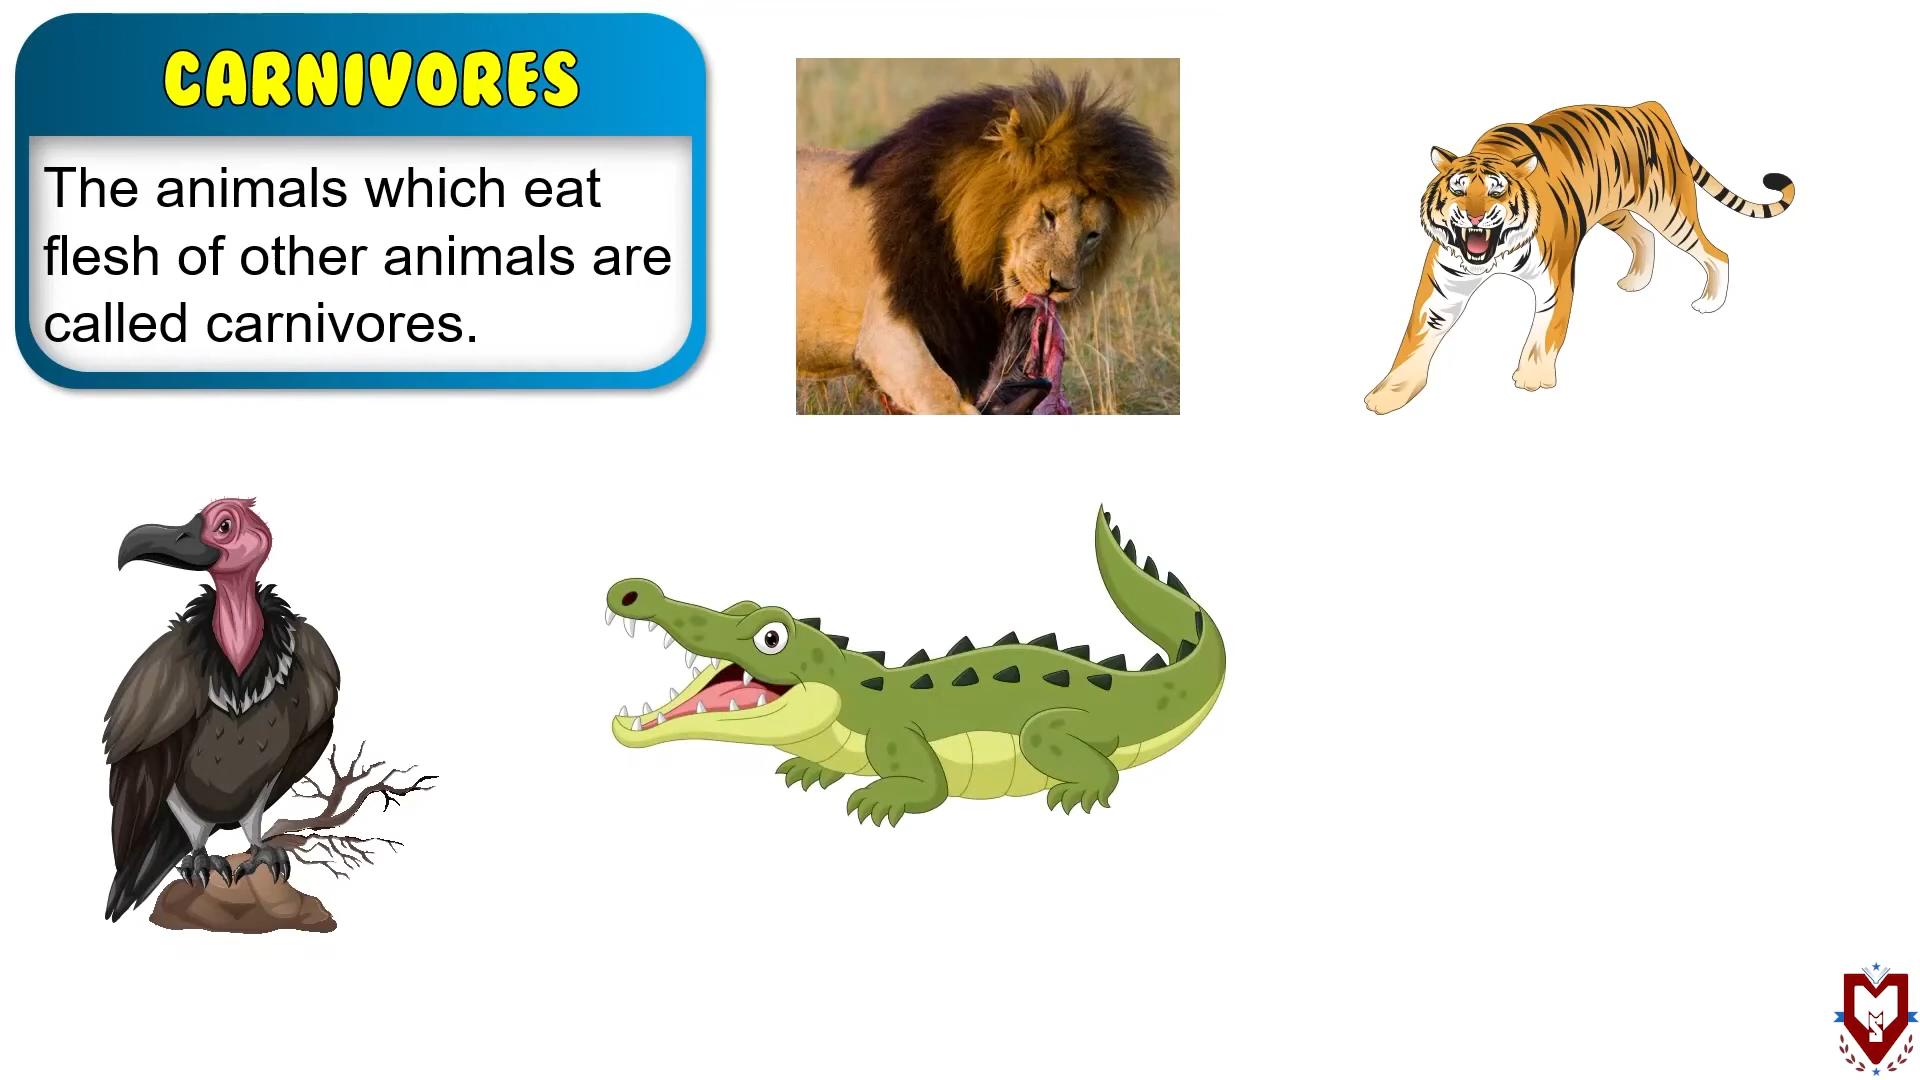 CARNIVORES
The animals which eat
flesh of other animals are
called carnivores.